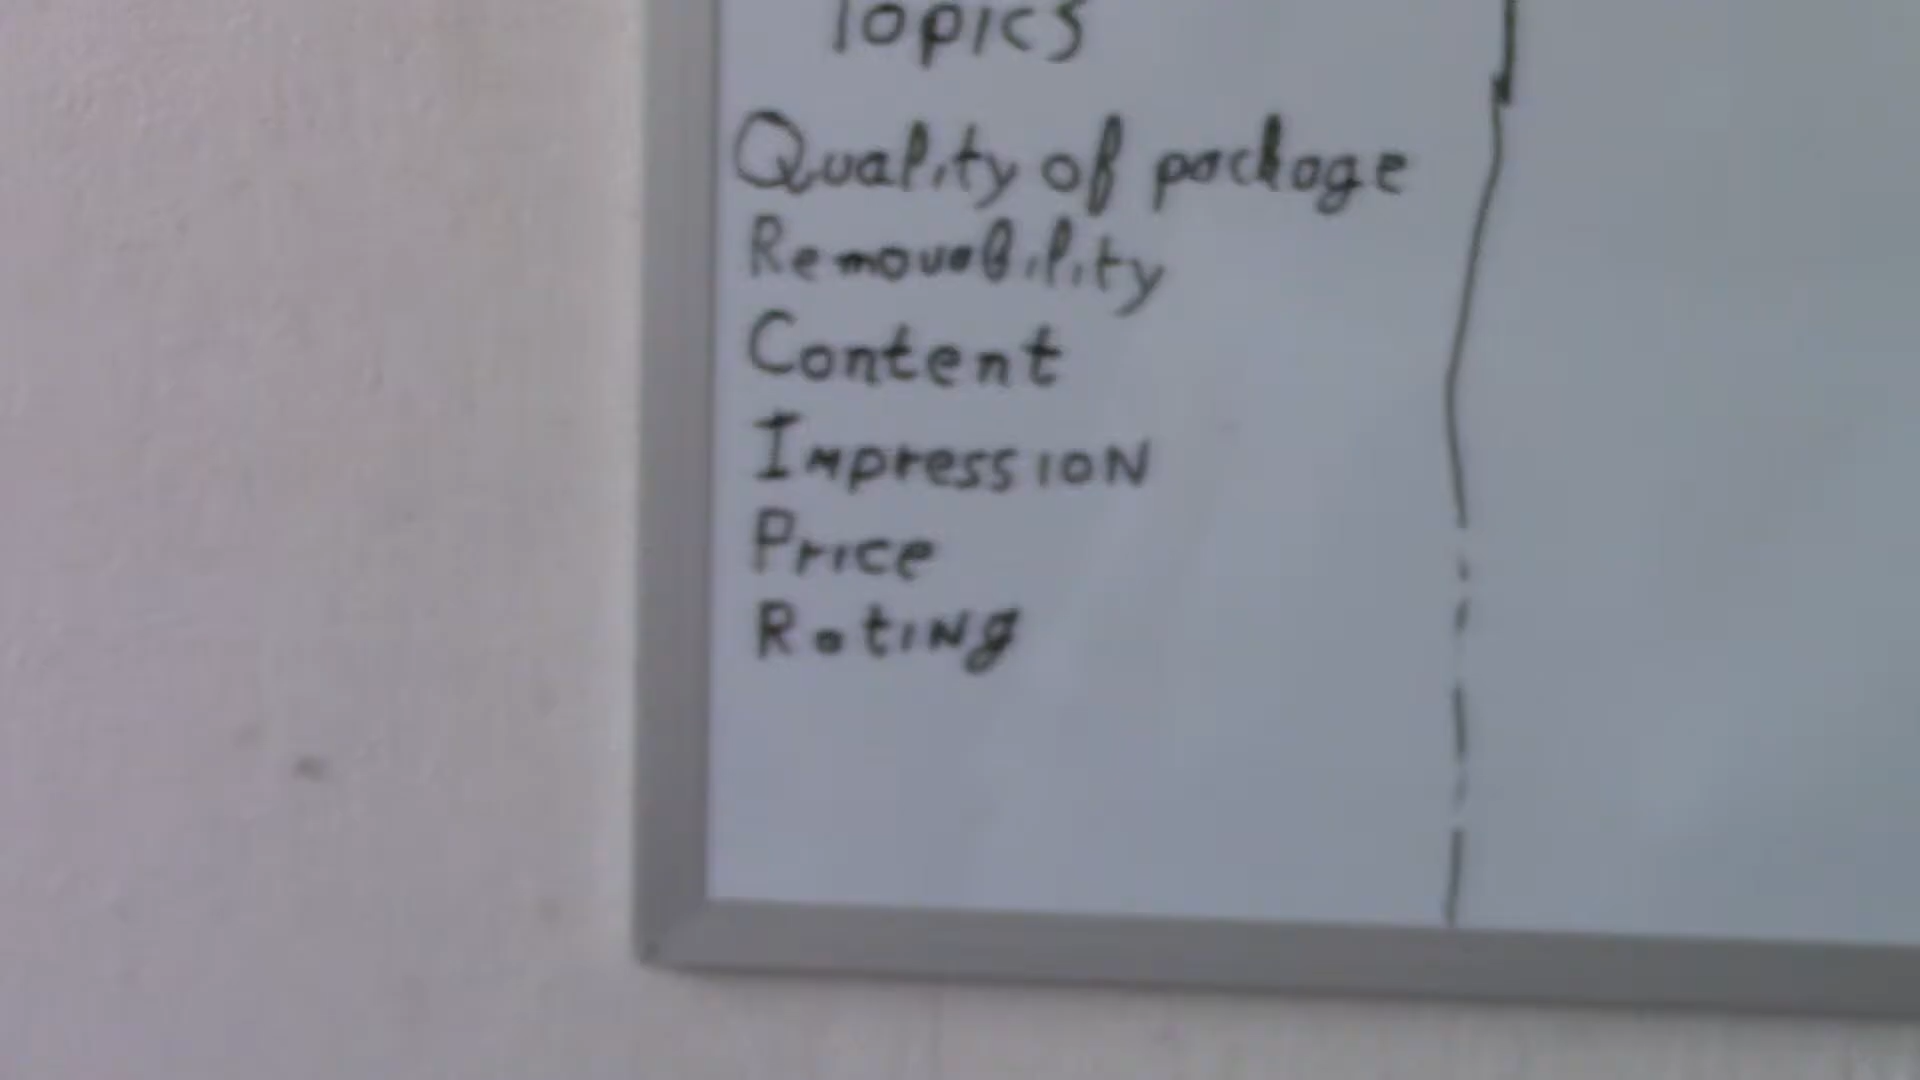 Topics
Quality of package
Removability
Content
Impression
Price
Rating